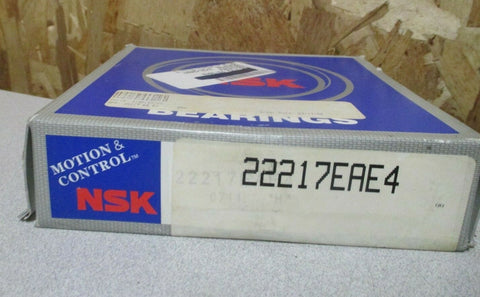 NSK
BEARINGS
MOTION &
CONTROL™
NSK
22217EAE4